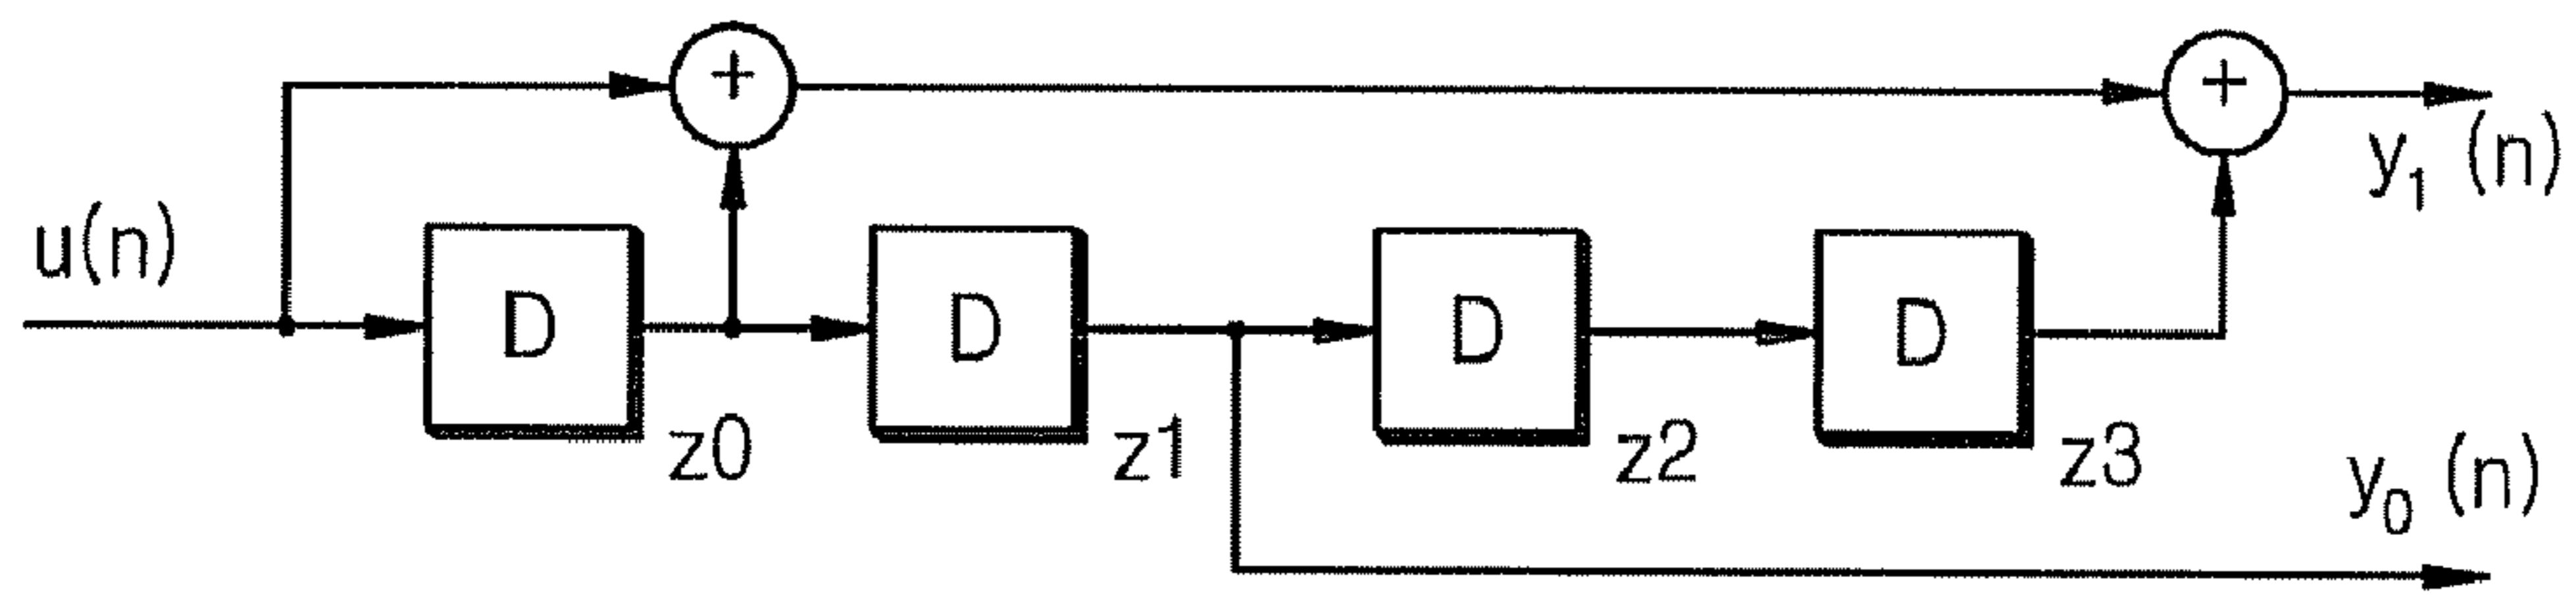 + +
y1 (n)
u(n)
D D D D
z0 z1 z2 z3
y0 (n)